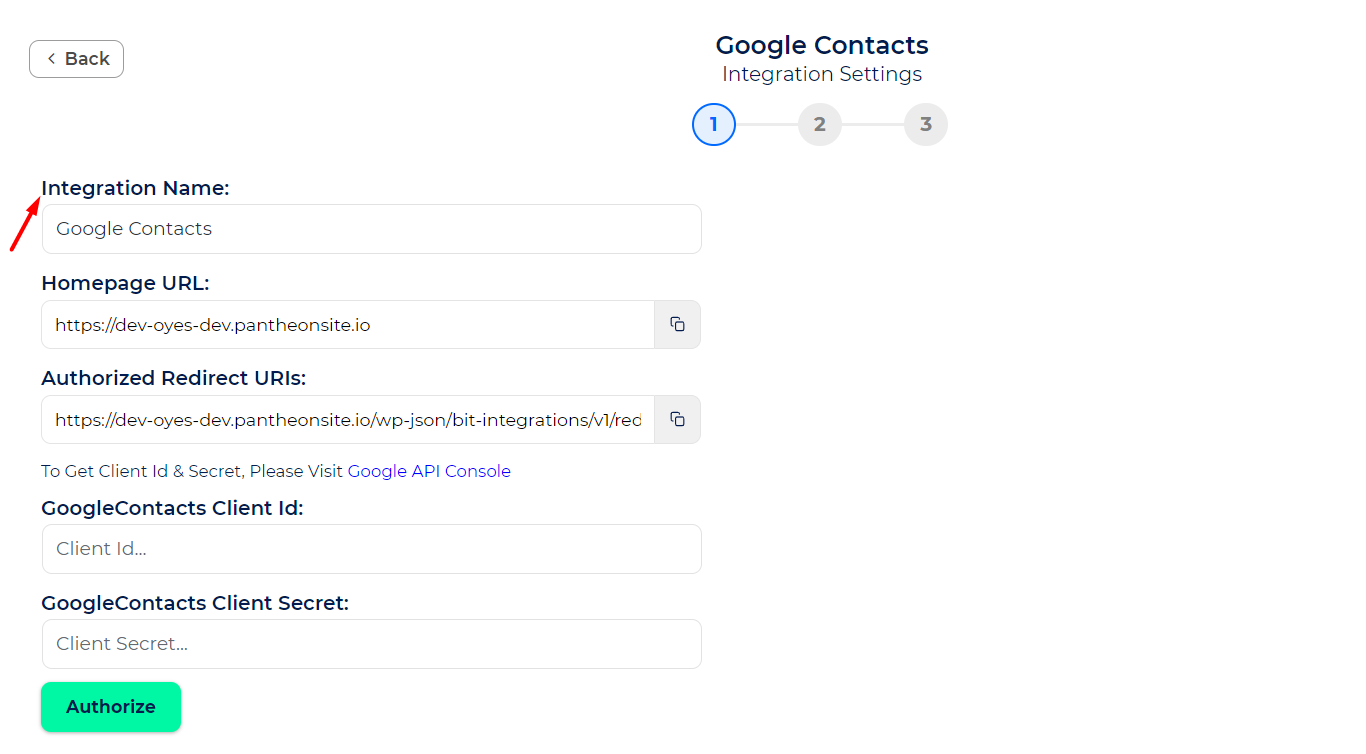 Back
Google Contacts
Integration Settings
1 2 3
Integration Name:
Google Contacts
Homepage URL:
https://dev-oyes-dev.pantheonsite.io
Authorized Redirect URIs:
https://dev-oyes-dev.pantheonsite.io/wp-json/bit-integrations/v1/red
To Get Client Id & Secret, Please Visit Google API Console
GoogleContacts Client Id:
Client Id...
GoogleContacts Client Secret:
Client Secret...
Authorize